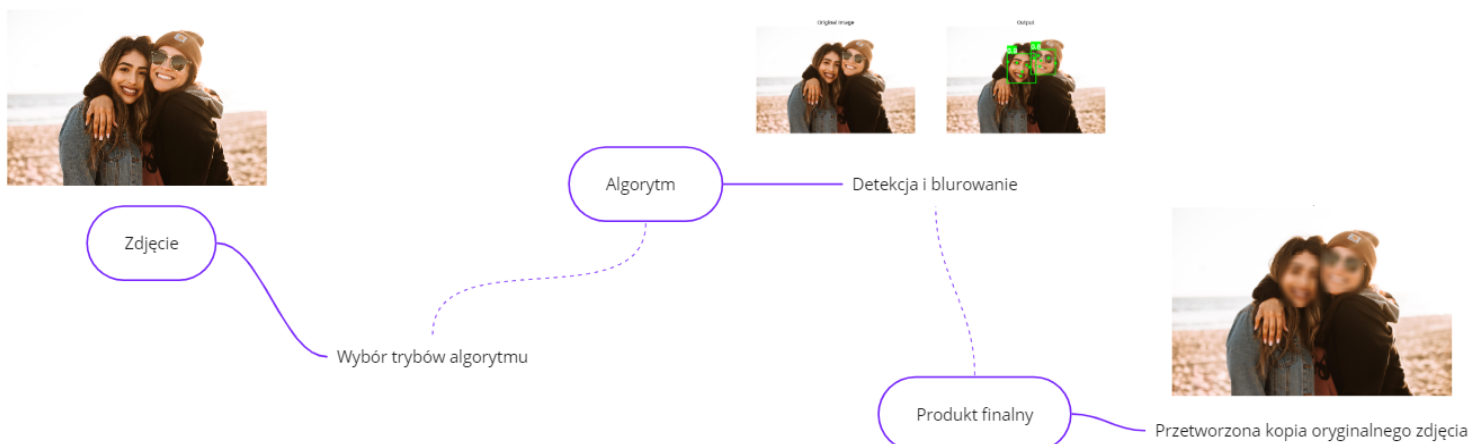 Original Image
Output
Algorytm
Detekcja i blurowanie
Zdjęcie
Wybór trybów algorytmu
Produkt finalny
Przetworzona kopia oryginalnego zdjęcia